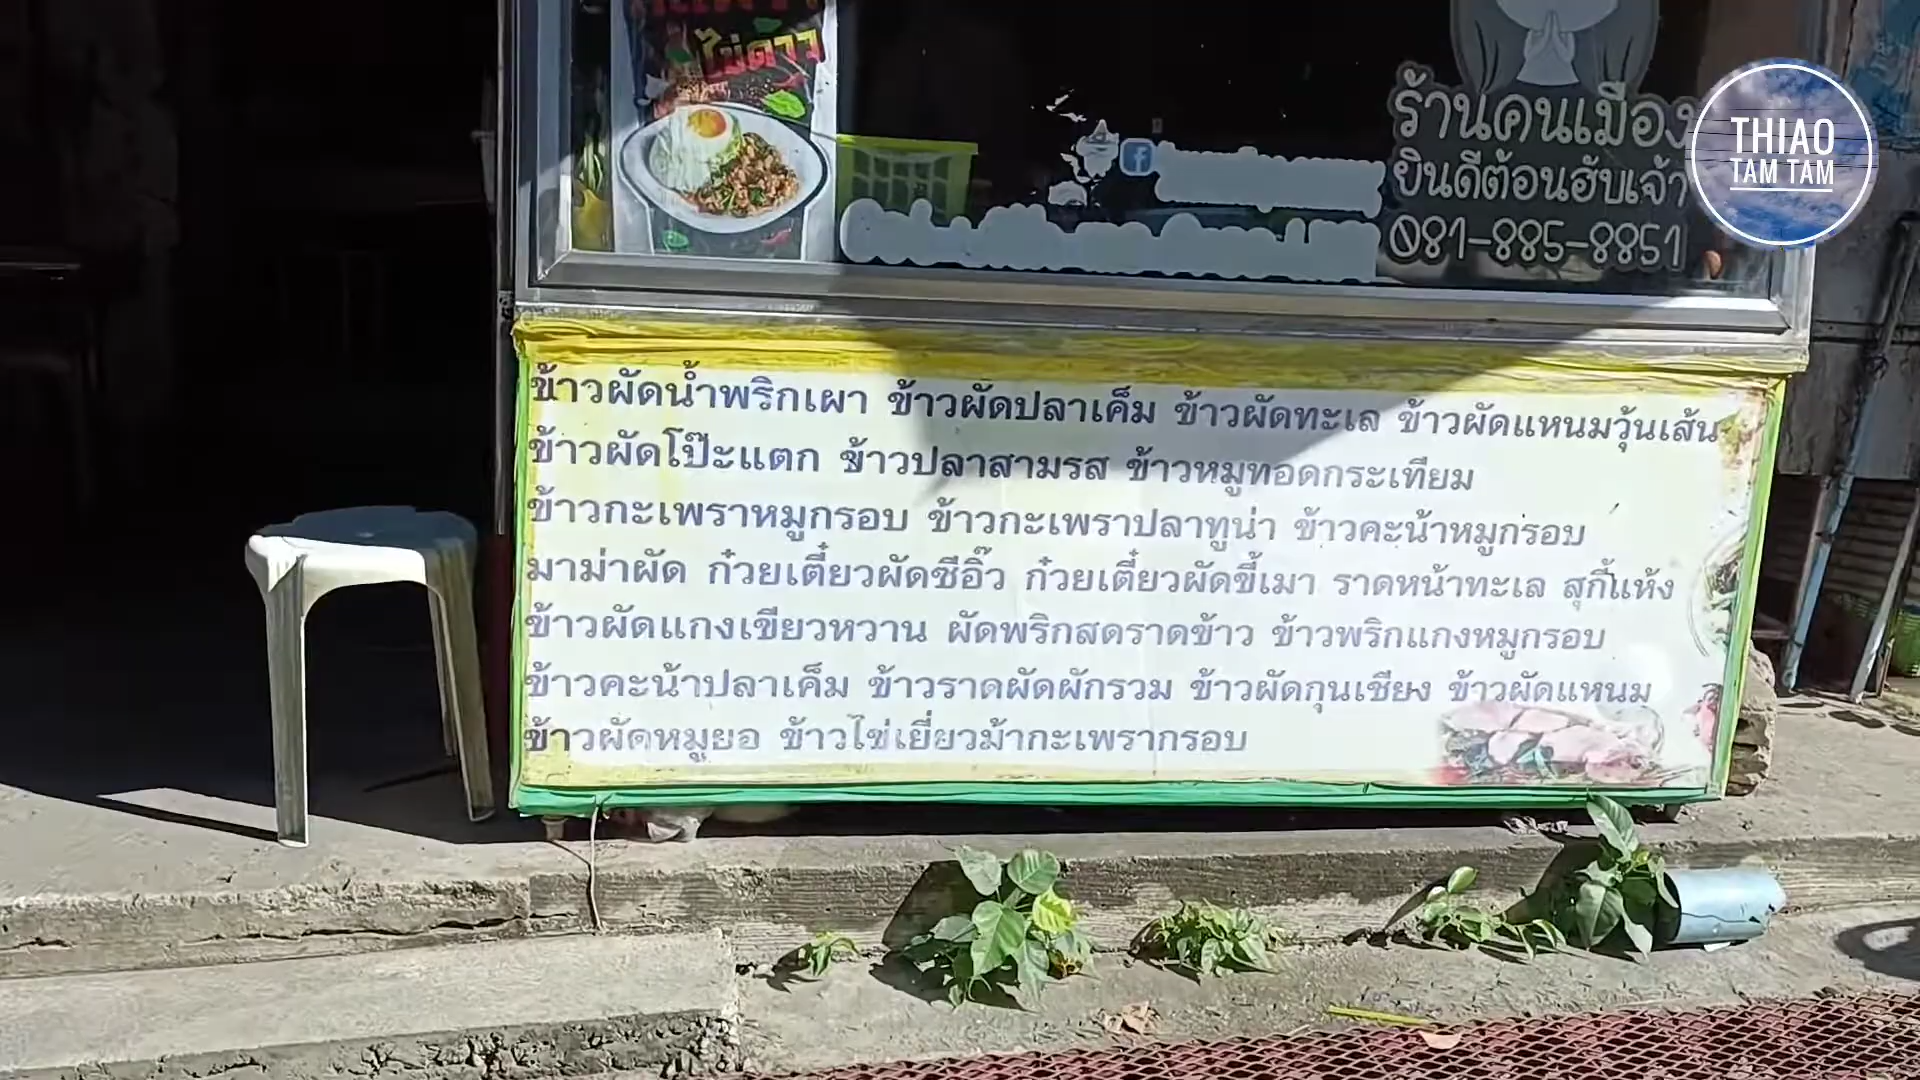 ไข่ดาว
ร้านคนเมือง
ยินดีต้อนฮับเจ้า
081-885-8851
THIAO
TAM TAM
ข้าวผัดน้ำพริกเผา ข้าวผัดปลาเค็ม ข้าวผัดทะเล ข้าวผัดแหนมวุ้นเส้น
ข้าวผัดโป๊ะแตก ข้าวปลาสามรส ข้าวหมูทอดกระเทียม
ข้าวกะเพราหมูกรอบ ข้าวกะเพราปลาทูน่า ข้าวคะน้าหมูกรอบ
มาม่าผัด ก๋วยเตี๋ยวผัดซีอิ๊ว ก๋วยเตี๋ยวผัดขี้เมา ราดหน้าทะเล สุกี้แห้ง
ข้าวผัดแกงเขียวหวาน ผัดพริกสดราดข้าว ข้าวพริกแกงหมูกรอบ
ข้าวคะน้าปลาเค็ม ข้าวราดผัดผักรวม ข้าวผัดกุนเชียง ข้าวผัดแหนม
ข้าวผัดหมูยอ ข้าวไข่เยี่ยวม้ากะเพรากรอบ